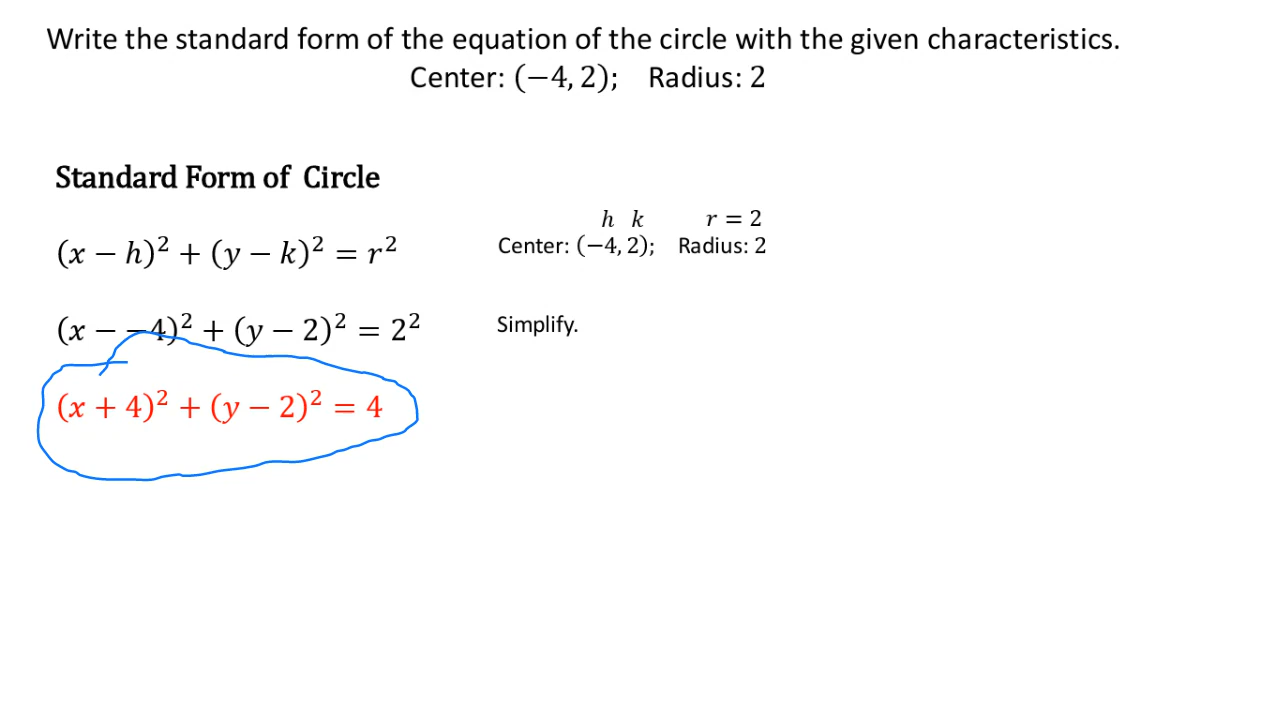 Write the standard form of the equation of the circle with the given characteristics.
Center: (−4, 2);    Radius: 2
Standard Form of Circle
h  k    r = 2
(x − h)² + (y − k)² = r²    Center: (−4, 2);    Radius: 2
(x − −4)² + (y − 2)² = 2²    Simplify.
(x + 4)² + (y − 2)² = 4